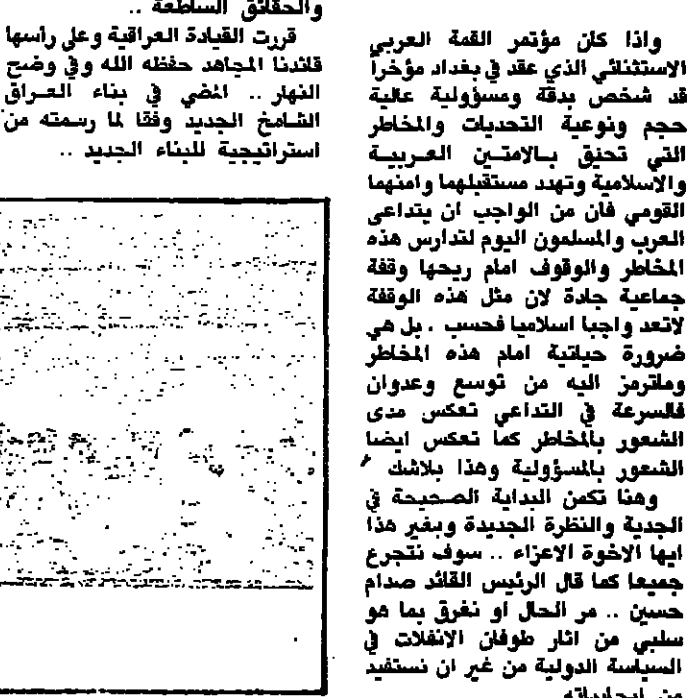 واذا كان مؤتمر القمة العربي
الاستثنائي الذي عقد في بغداد مؤخراً
قد شخص بدقة ومسؤولية عالية
حجم ونوعية التحديات والمخاطر
التي تحيق بالامتين العربية
والاسلامية وتهدد مستقبلهما وامنهما
القومي فان من الواجب ان يتداعى
العرب والمسلمون اليوم لتدارس هذه
المخاطر والوقوف امام ريحها وقفة
جماعية جادة لان مثل هذه الوقفة
لاتعد واجبا اسلاميا فحسب . بل هي
ضرورة حياتية امام هذه المخاطر
وماترمز اليه من توسع وعدوان
فالسرعة في التداعي تعكس مدى
الشعور بالمخاطر كما تعكس ايضا
الشعور بالمسؤولية وهذا بلاشك
وهنا تكمن البداية الصحيحة في
الجدية والنظرة الجديدة وبغير هذا
ايها الاخوة الاعزاء .. سوف نتجرع
جميعا كما قال الرئيس القائد صدام
حسين .. مر الحال او نغرق بما هو
سلبي من اثار طوفان الانفلات في
السياسة الدولية من غير ان نستفيد
من ايجابياته
والحقائق الساطعة ..
قررت القيادة العراقية وعلى رأسها
قائدنا المجاهد حفظه الله وفي وضح
النهار .. المضي في بناء العراق
الشامخ الجديد وفقا لما رسمته من
استراتيجية للبناء الجديد ..